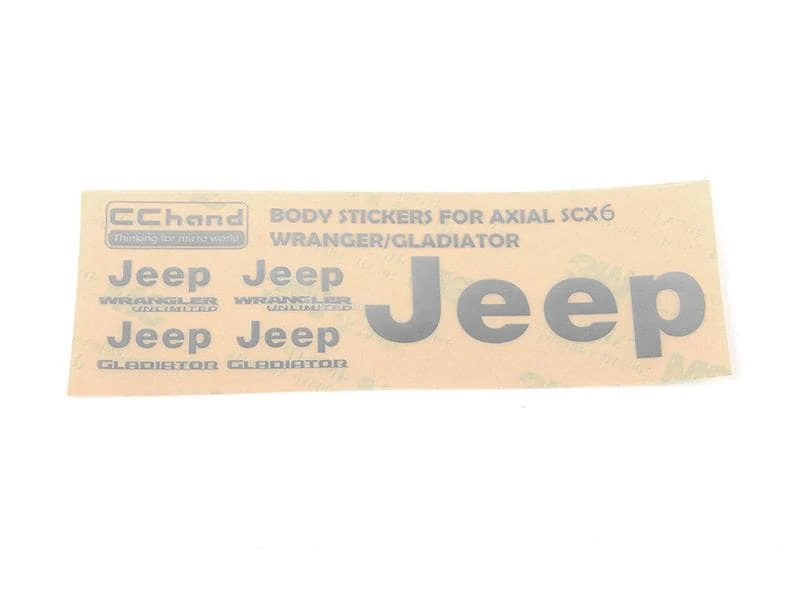 CChand
Thinking for micro world
BODY STICKERS FOR AXIAL SCX6
WRANGER/GLADIATOR
Jeep
WRANGLER
UNLIMITED
Jeep
WRANGLER
UNLIMITED
Jeep
GLADIATOR
Jeep
GLADIATOR
Jeep